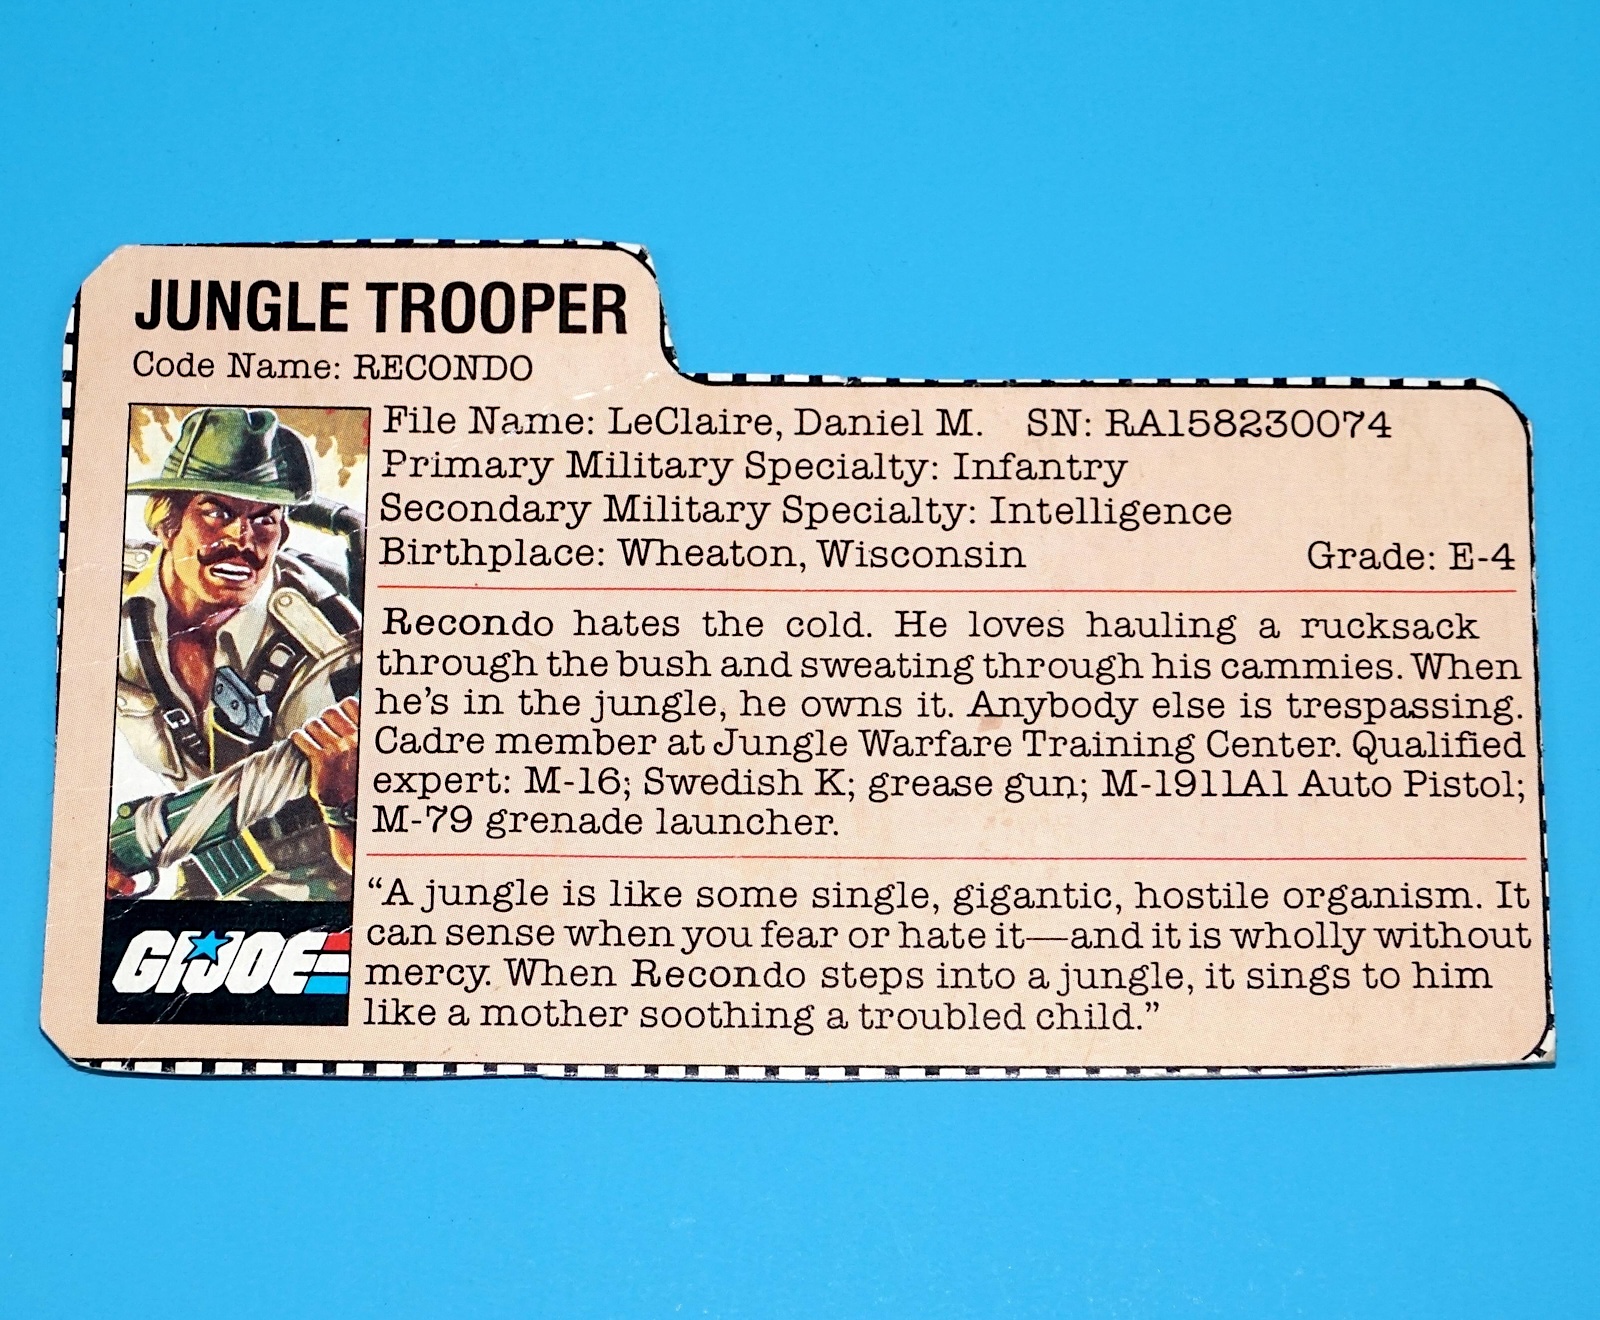 JUNGLE TROOPER
Code Name: RECONDO
File Name: LeClaire, Daniel M. SN: RA158230074
Primary Military Specialty: Infantry
Secondary Military Specialty: Intelligence
Birthplace: Wheaton, Wisconsin Grade: E-4
Recondo hates the cold. He loves hauling a rucksack
through the bush and sweating through his cammies. When
he's in the jungle, he owns it. Anybody else is trespassing.
Cadre member at Jungle Warfare Training Center. Qualified
expert: M-16; Swedish K; grease gun; M-1911A1 Auto Pistol;
M-79 grenade launcher.
“A jungle is like some single, gigantic, hostile organism. It
can sense when you fear or hate it—and it is wholly without
mercy. When Recondo steps into a jungle, it sings to him
like a mother soothing a troubled child.”
GI JOE